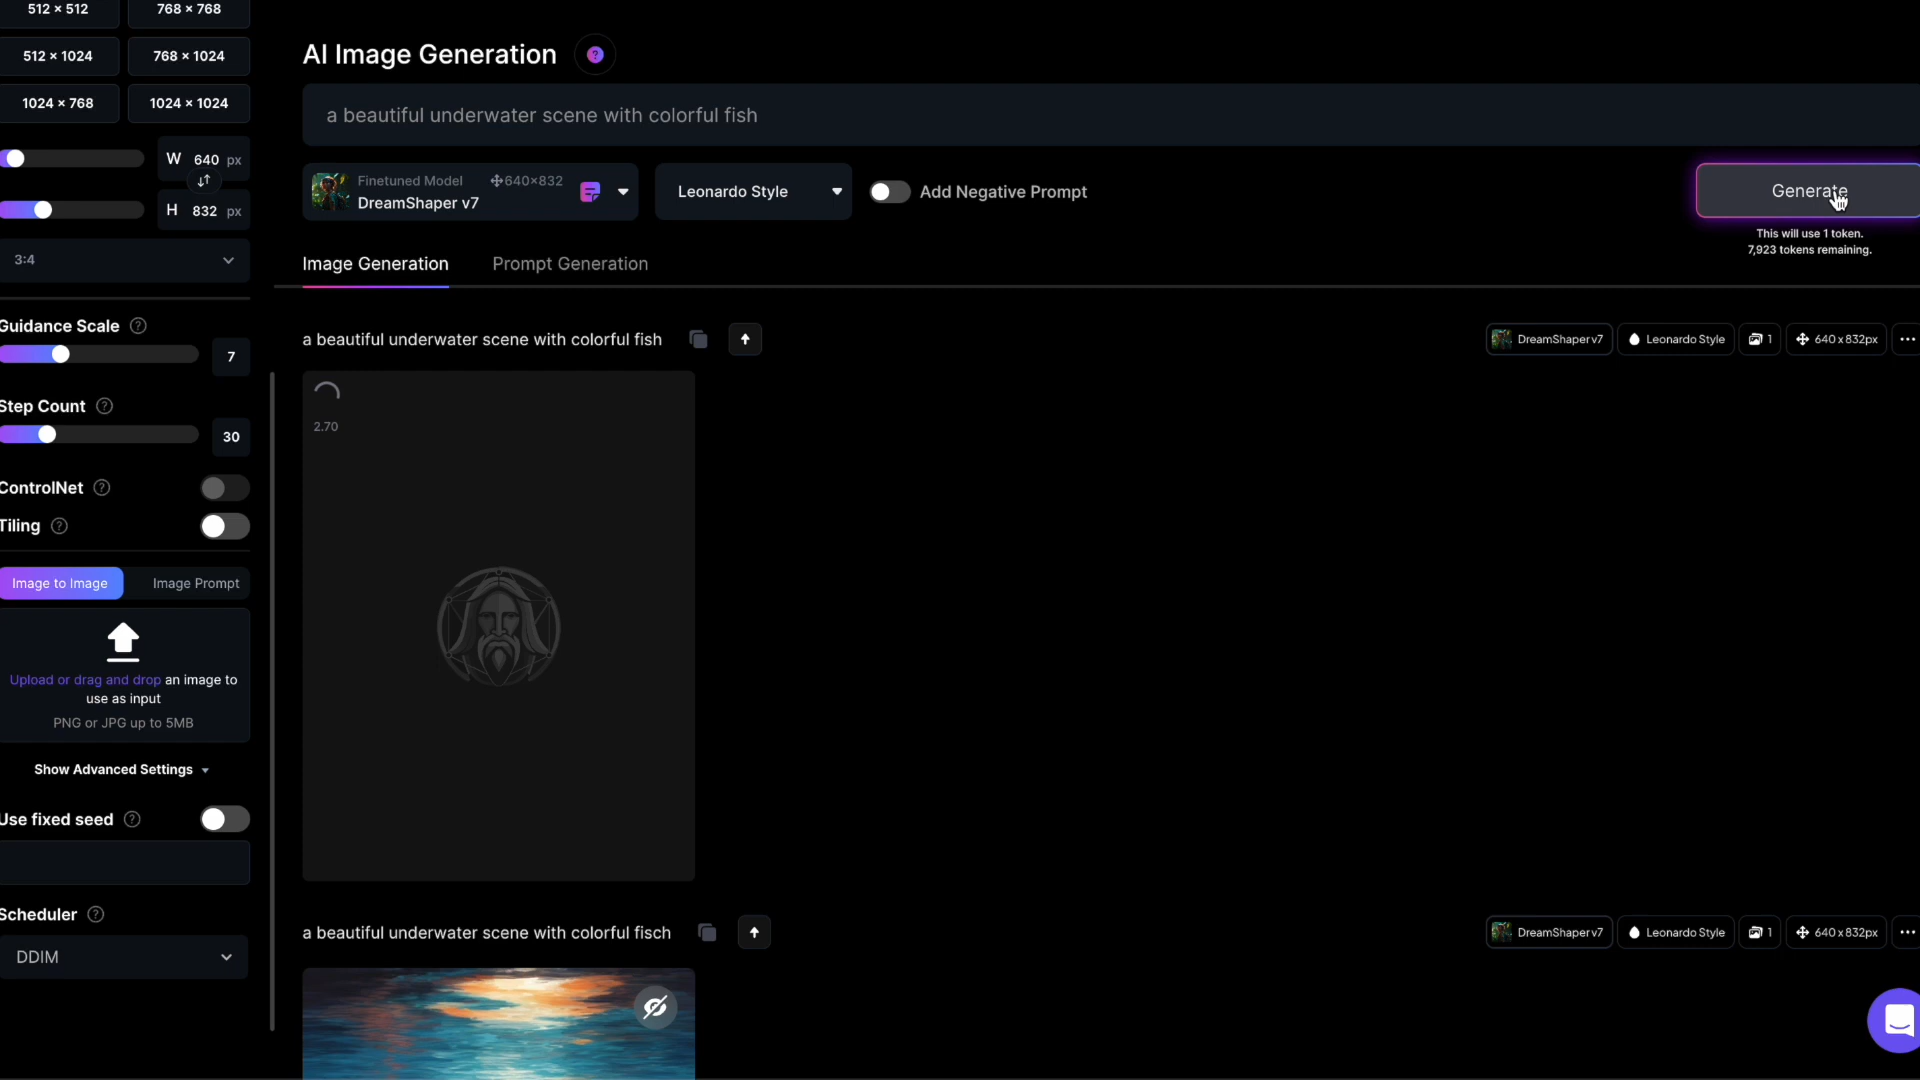 512 × 512
768 × 768
512 × 1024
768 × 1024
1024 × 768
1024 × 1024
W 640 px
H 832 px
3:4
Guidance Scale ?
7
Step Count ?
30
ControlNet ?
Tiling ?
Image to Image
Image Prompt
Upload or drag and drop an image to
use as input
PNG or JPG up to 5MB
Show Advanced Settings
Use fixed seed ?
Scheduler ?
DDIM
AI Image Generation ?
a beautiful underwater scene with colorful fish
Finetuned Model 640×832
DreamShaper v7
Leonardo Style
Add Negative Prompt
Generate
This will use 1 token.
7,923 tokens remaining.
Image Generation
Prompt Generation
a beautiful underwater scene with colorful fish
DreamShaper v7
Leonardo Style
1
640 x 832px
2.70
a beautiful underwater scene with colorful fisch
DreamShaper v7
Leonardo Style
1
640 x 832px